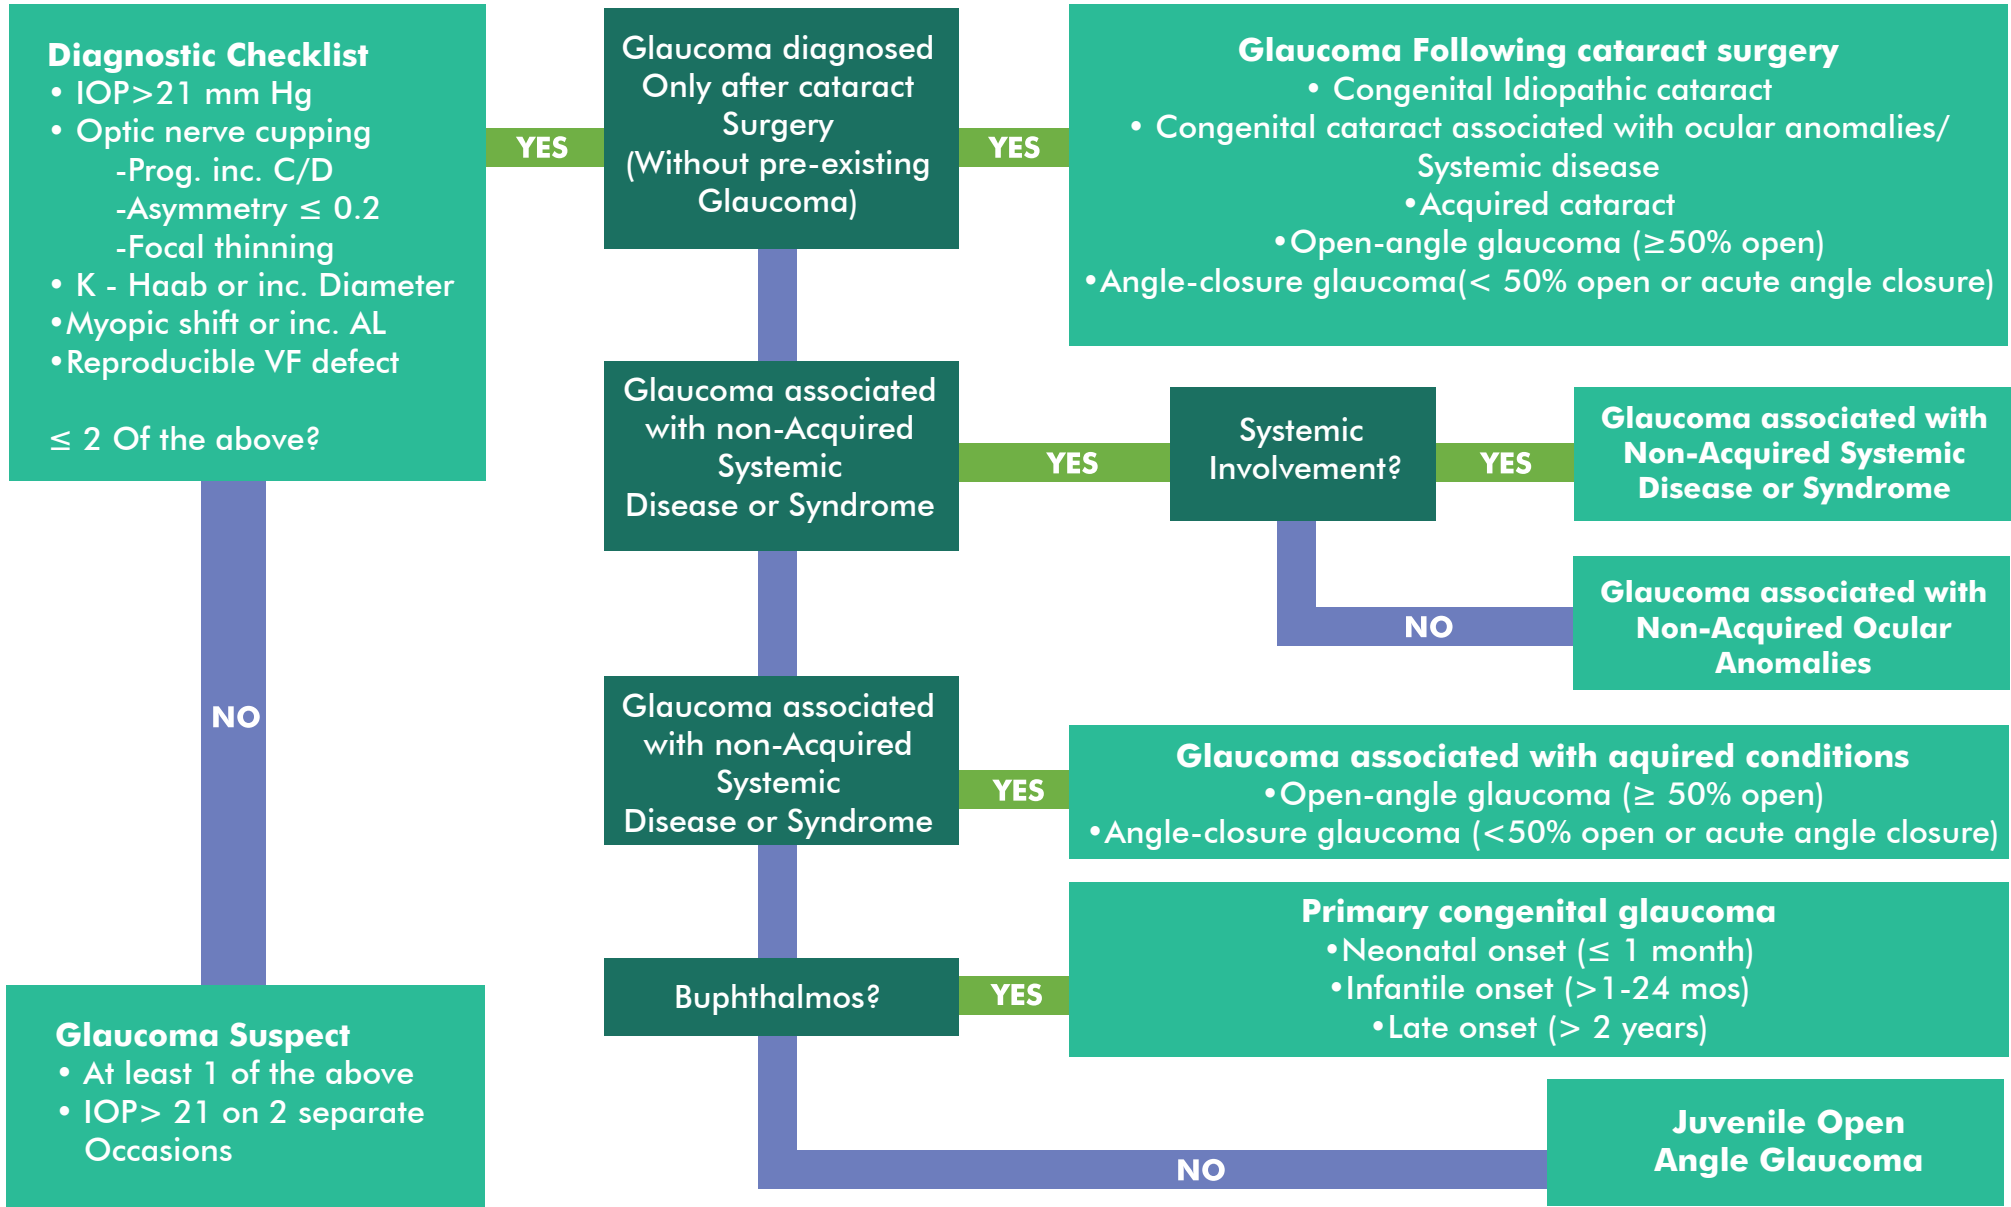 Diagnostic Checklist
• IOP>21 mm Hg
• Optic nerve cupping
-Prog. inc. C/D
-Asymmetry ≤ 0.2
-Focal thinning
• K - Haab or inc. Diameter
•Myopic shift or inc. AL
•Reproducible VF defect
≤ 2 Of the above?
YES
Glaucoma diagnosed
Only after cataract
Surgery
(Without pre-existing
Glaucoma)
YES
Glaucoma Following cataract surgery
• Congenital Idiopathic cataract
• Congenital cataract associated with ocular anomalies/
Systemic disease
•Acquired cataract
•Open-angle glaucoma (≥50% open)
•Angle-closure glaucoma(< 50% open or acute angle closure)
Glaucoma associated
with non-Acquired
Systemic
Disease or Syndrome
YES
Systemic
Involvement?
YES
Glaucoma associated with
Non-Acquired Systemic
Disease or Syndrome
NO
Glaucoma associated with
Non-Acquired Ocular
Anomalies
NO
Glaucoma associated
with non-Acquired
Systemic
Disease or Syndrome
YES
Glaucoma associated with aquired conditions
•Open-angle glaucoma (≥ 50% open)
•Angle-closure glaucoma (<50% open or acute angle closure)
Buphthalmos?
YES
Primary congenital glaucoma
•Neonatal onset (≤ 1 month)
•Infantile onset (>1-24 mos)
•Late onset (> 2 years)
Glaucoma Suspect
• At least 1 of the above
• IOP> 21 on 2 separate
Occasions
NO
Juvenile Open
Angle Glaucoma